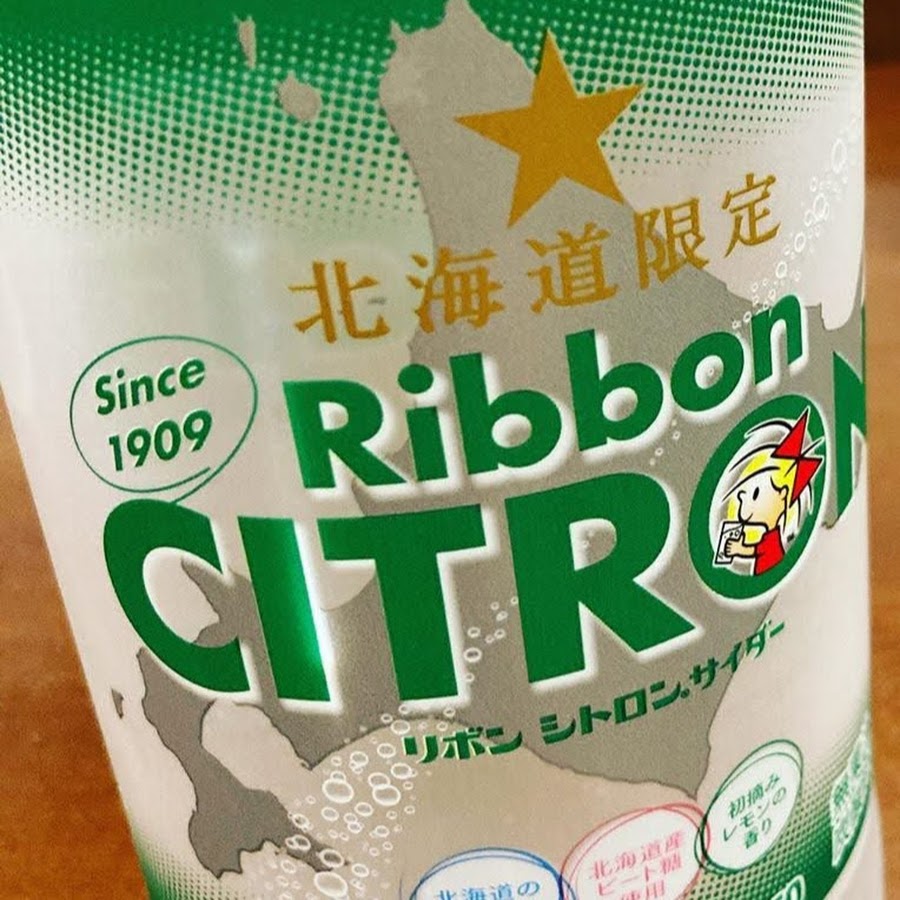 北海道限定
Since
1909
Ribbon
CITRON
リボン シトロン。サイダー
初摘み
レモンの
香り
北海道産
ビート糖
使用
北海道の